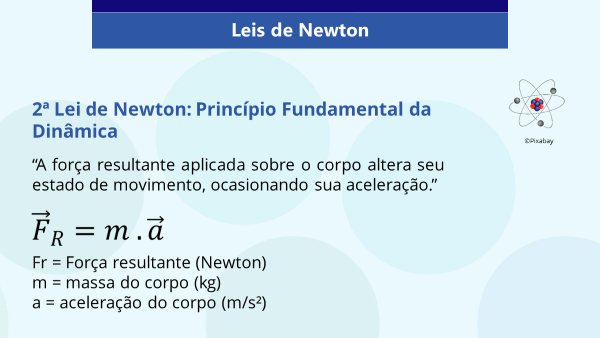 Leis de Newton
2ª Lei de Newton: Princípio Fundamental da
Dinâmica
©Pixabay
“A força resultante aplicada sobre o corpo altera seu
estado de movimento, ocasionando sua aceleração.”
F⃗_R = m . a⃗
Fr = Força resultante (Newton)
m = massa do corpo (kg)
a = aceleração do corpo (m/s²)